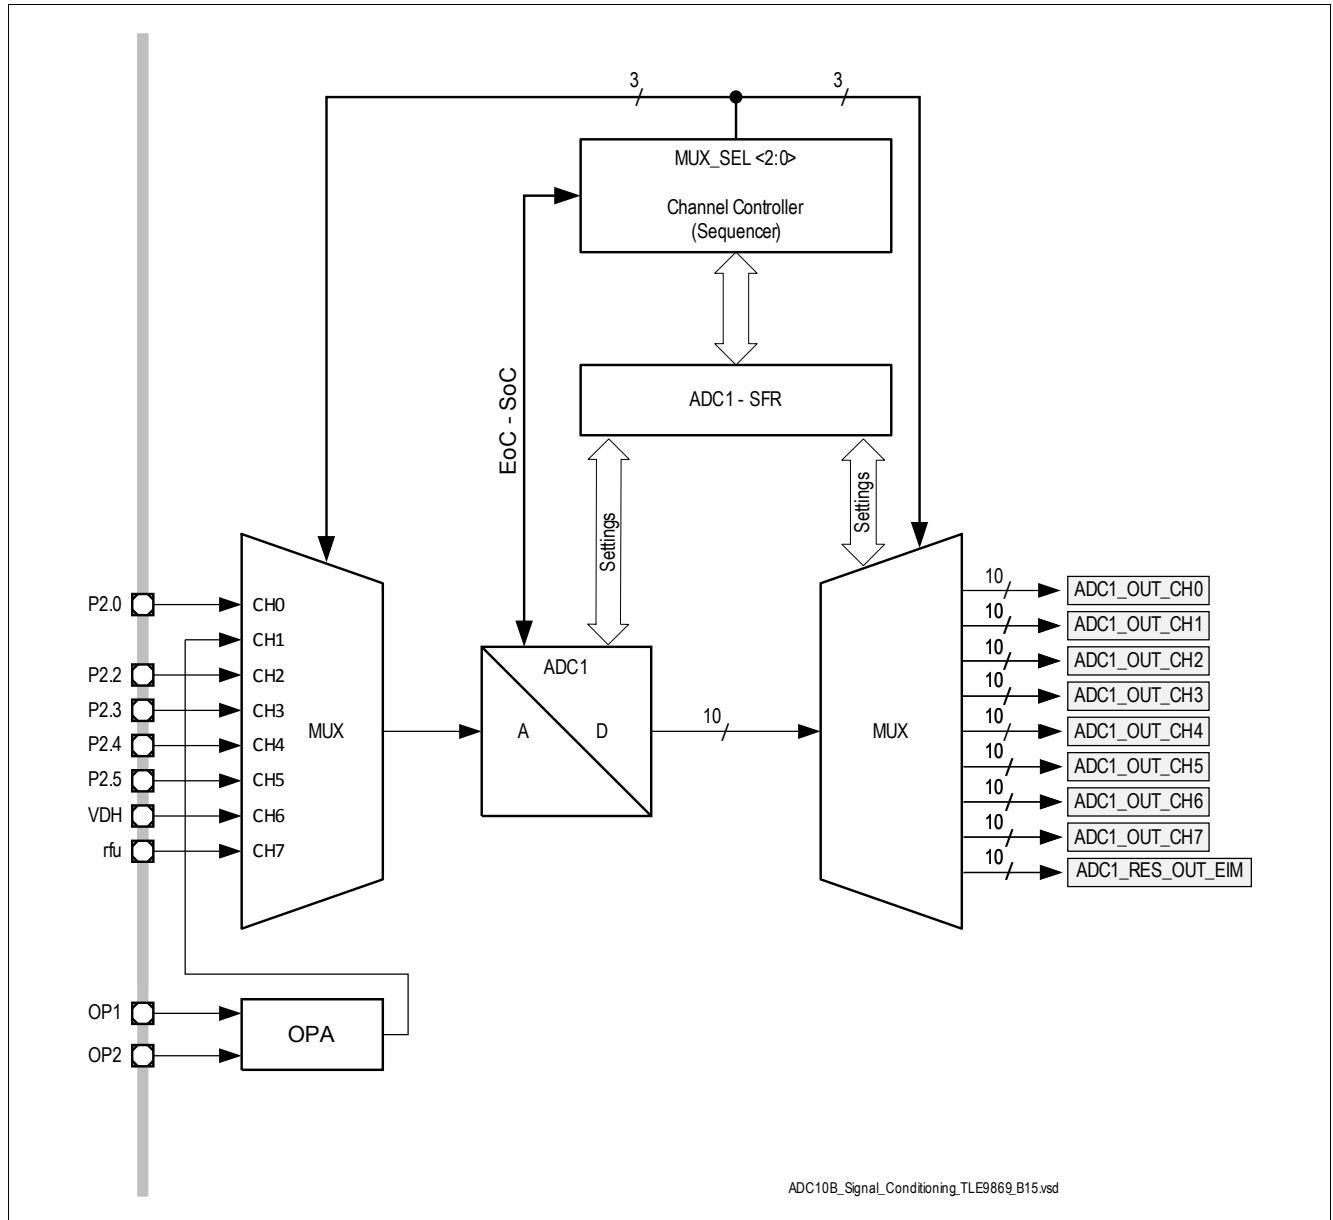 3 3
MUX_SEL <2:0>
Channel Controller
(Sequencer)
EoC - SoC
ADC1 - SFR
Settings
Settings
P2.0
P2.2
P2.3
P2.4
P2.5
VDH
rfu
CH0
CH1
CH2
CH3
CH4
CH5
CH6
CH7
MUX
ADC1
A
D
10
MUX
10 ADC1_OUT_CH0
10 ADC1_OUT_CH1
10 ADC1_OUT_CH2
10 ADC1_OUT_CH3
10 ADC1_OUT_CH4
10 ADC1_OUT_CH5
10 ADC1_OUT_CH6
10 ADC1_OUT_CH7
10 ADC1_RES_OUT_EIM
OP1
OP2
OPA
ADC10B_Signal_Conditioning_TLE9869_B15.vsd